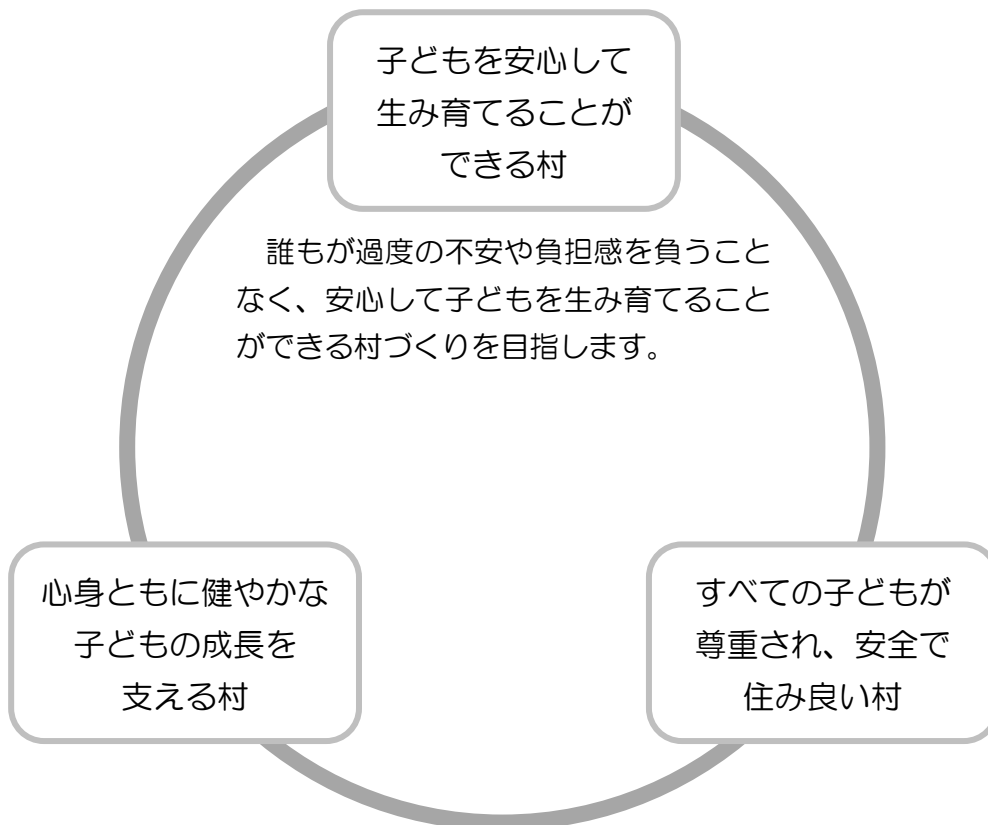 子どもを安心して
生み育てることが
できる村
　誰もが過度の不安や負担感を負うこと
なく、安心して子どもを生み育てること
ができる村づくりを目指します。
心身ともに健やかな
子どもの成長を
支える村
すべての子どもが
尊重され、安全で
住み良い村